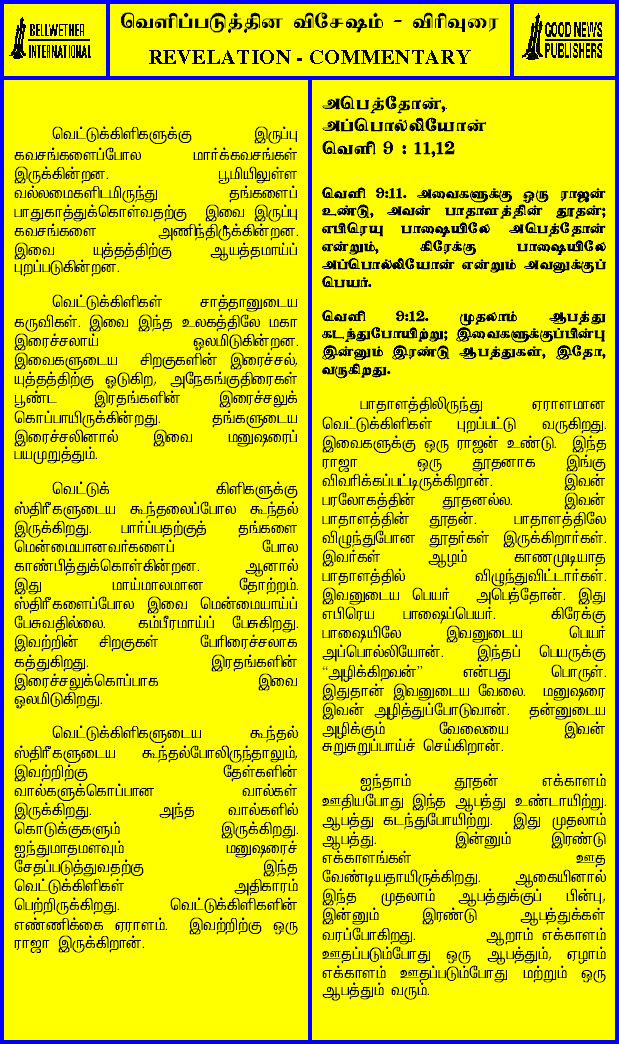 BELLWETHER
INTERNATIONAL
வெளிப்படுத்தின விசேஷம் - விரிவுரை
REVELATION - COMMENTARY
GOOD NEWS
PUBLISHERS
வெட்டுக்கிளிகளுக்கு இருப்பு
கவசங்களைப்போல மார்க்கவசங்கள்
இருக்கின்றன. பூமியிலுள்ள
வல்லமைகளிடமிருந்து தங்களைப்
பாதுகாத்துக்கொள்வதற்கு இவை இருப்பு
கவசங்களை அணிந்திருக்கின்றன.
இவை யுத்தத்திற்கு ஆயத்தமாய்ப்
புறப்படுகின்றன.
வெட்டுக்கிளிகள் சாத்தானுடைய
கருவிகள். இவை இந்த உலகத்திலே மகா
இரைச்சலாய் ஓலமிடுகின்றன.
இவைகளுடைய சிறகுகளின் இரைச்சல்,
யுத்தத்திற்கு ஓடுகிற, அநேகங்குதிரைகள்
பூண்ட இரதங்களின் இரைச்சலுக்
கொப்பாயிருக்கின்றது. தங்களுடைய
இரைச்சலினால் இவை மனுஷரைப்
பயமுறுத்தும்.
வெட்டுக் கிளிகளுக்கு
ஸ்திரீகளுடைய கூந்தலைப்போல கூந்தல்
இருக்கிறது. பார்ப்பதற்குத் தங்களை
மென்மையானவர்களைப் போல
காண்பித்துக்கொள்கின்றன. ஆனால்
இது மாய்மாலமான தோற்றம்.
ஸ்திரீகளைப்போல இவை மென்மையாய்ப்
பேசுவதில்லை. கம்பீரமாய்ப் பேசுகிறது.
இவற்றின் சிறகுகள் பேரிரைச்சலாக
கத்துகிறது. இரதங்களின்
இரைச்சலுக்கொப்பாக இவை
ஓலமிடுகிறது.
வெட்டுக்கிளிகளுடைய கூந்தல்
ஸ்திரீகளுடைய கூந்தல்போலிருந்தாலும்,
இவற்றிற்கு தேள்களின்
வால்களுக்கொப்பான வால்கள்
இருக்கிறது. அந்த வால்களில்
கொடுக்குகளும் இருக்கிறது.
ஐந்துமாதமளவும் மனுஷரைச்
சேதப்படுத்துவதற்கு இந்த
வெட்டுக்கிளிகள் அதிகாரம்
பெற்றிருக்கிறது. வெட்டுக்கிளிகளின்
எண்ணிக்கை ஏராளம். இவற்றிற்கு ஒரு
ராஜா இருக்கிறான்.
அபெத்தோன்,
அப்பொல்லியோன்
வெளி 9 : 11,12
வெளி 9:11. அவைகளுக்கு ஒரு ராஜன்
உண்டு, அவன் பாதாளத்தின் தூதன்;
எபிரெயு பாஷையிலே அபெத்தோன்
என்றும், கிரேக்கு பாஷையிலே
அப்பொல்லியோன் என்றும் அவனுக்குப்
பெயர்.
வெளி 9:12. முதலாம் ஆபத்து
கடந்துபோயிற்று; இவைகளுக்குப்பின்பு
இன்னும் இரண்டு ஆபத்துகள், இதோ,
வருகிறது.
பாதாளத்திலிருந்து ஏராளமான
வெட்டுக்கிளிகள் புறப்பட்டு வருகிறது.
இவைகளுக்கு ஒரு ராஜன் உண்டு. இந்த
ராஜா ஒரு தூதனாக இங்கு
விவரிக்கப்பட்டிருக்கிறான். இவன்
பரலோகத்தின் தூதனல்ல. இவன்
பாதாளத்தின் தூதன். பாதாளத்திலே
விழுந்துபோன தூதர்கள் இருக்கிறார்கள்.
இவர்கள் ஆழம் காணமுடியாத
பாதாளத்தில் விழுந்துவிட்டார்கள்.
இவனுடைய பெயர் அபெத்தோன். இது
எபிரெய பாஷைப்பெயர். கிரேக்கு
பாஷையிலே இவனுடைய பெயர்
அப்பொல்லியோன். இந்தப் பெயருக்கு
“அழிக்கிறவன்” என்பது பொருள்.
இதுதான் இவனுடைய வேலை. மனுஷரை
இவன் அழித்துப்போடுவான். தன்னுடைய
அழிக்கும் வேலையை இவன்
சுறுசுறுப்பாய்ச் செய்கிறான்.
ஐந்தாம் தூதன் எக்காளம்
ஊதியபோது இந்த ஆபத்து உண்டாயிற்று.
ஆபத்து கடந்துபோயிற்று. இது முதலாம்
ஆபத்து. இன்னும் இரண்டு
எக்காளங்கள் ஊத
வேண்டியதாயிருக்கிறது. ஆகையினால்
இந்த முதலாம் ஆபத்துக்குப் பின்பு,
இன்னும் இரண்டு ஆபத்துக்கள்
வரப்போகிறது. ஆறாம் எக்காளம்
ஊதப்படும்போது ஒரு ஆபத்தும், ஏழாம்
எக்காளம் ஊதப்படும்போது மற்றும் ஒரு
ஆபத்தும் வரும்.